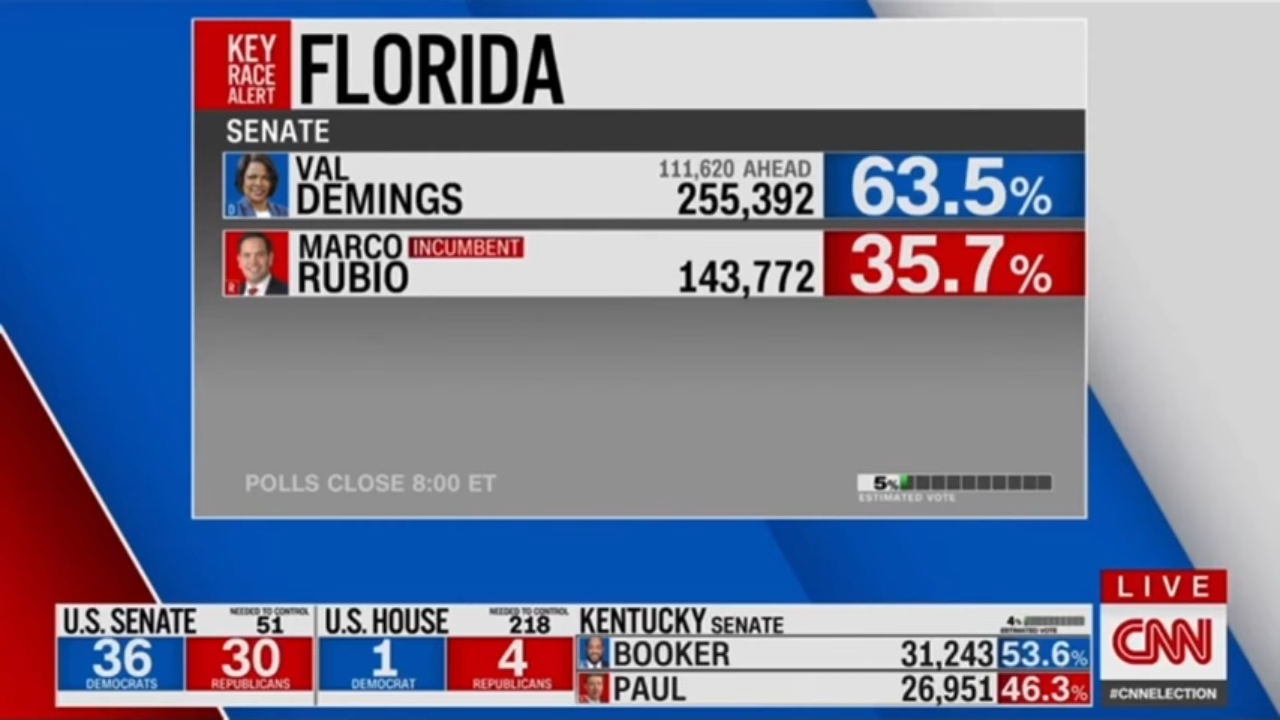 KEY
RACE
ALERT
FLORIDA
SENATE
VAL
DEMINGS
D
111,620 AHEAD
255,392
63.5%
MARCO INCUMBENT
RUBIO
R
143,772
35.7%
POLLS CLOSE 8:00 ET
5%
ESTIMATED VOTE
U.S. SENATE
NEEDED TO CONTROL
51
36
DEMOCRATS
30
REPUBLICANS
U.S. HOUSE
NEEDED TO CONTROL
218
1
DEMOCRAT
4
REPUBLICANS
KENTUCKY SENATE
4%
ESTIMATED VOTE
BOOKER 31,243 53.6%
PAUL 26,951 46.3%
LIVE
CNN
#CNNELECTION